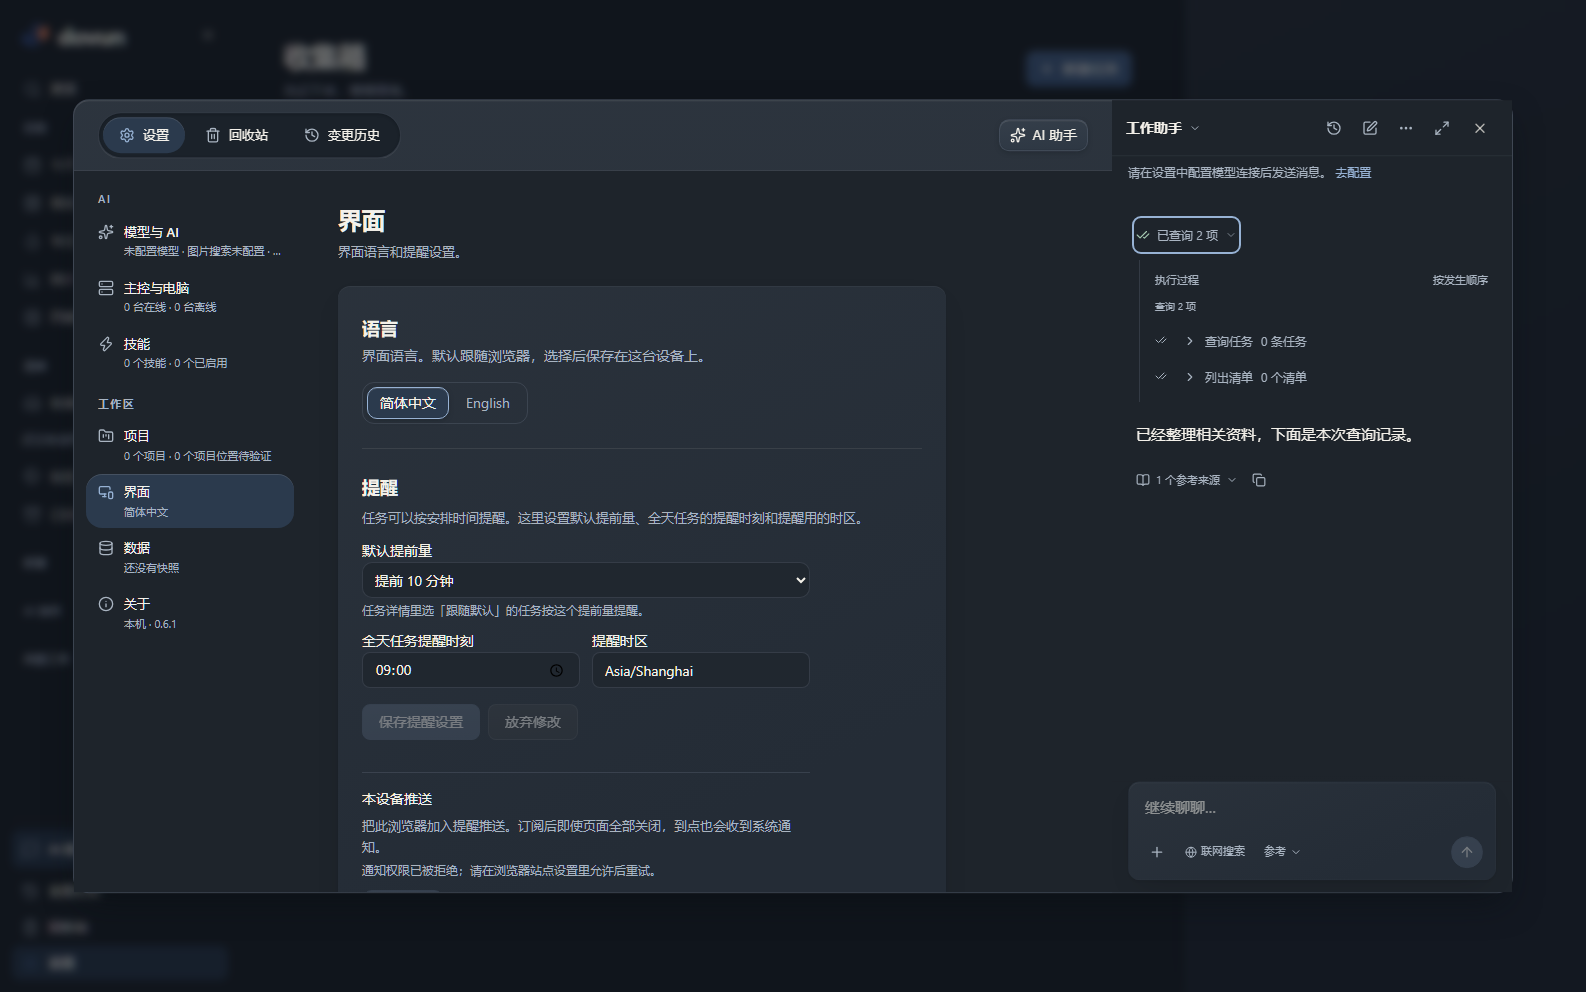 设置
回收站
变更历史
AI 助手
AI
模型与 AI
未配置模型 · 图片搜索未配置 · ...
主控与电脑
0 台在线 · 0 台离线
技能
0 个技能 · 0 个已启用
工作区
项目
0 个项目 · 0 个项目位置待验证
界面
简体中文
数据
还没有快照
关于
本机 · 0.6.1
界面
界面语言和提醒设置。
语言
界面语言。默认跟随浏览器，选择后保存在这台设备上。
简体中文
English
提醒
任务可以按安排时间提醒。这里设置默认提前量、全天任务的提醒时刻和提醒用的时区。
默认提前量
提前 10 分钟
任务详情里选「跟随默认」的任务按这个提前量提醒。
全天任务提醒时刻
提醒时区
09:00
Asia/Shanghai
保存提醒设置
放弃修改
本设备推送
把此浏览器加入提醒推送。订阅后即使页面全部关闭，到点也会收到系统通
知。
通知权限已被拒绝；请在浏览器站点设置里允许后重试。
工作助手
请在设置中配置模型连接后发送消息。 去配置
已查询 2 项
执行过程
按发生顺序
查询 2 项
查询任务 0 条任务
列出清单 0 个清单
已经整理相关资料，下面是本次查询记录。
1 个参考来源
继续聊聊...
联网搜索
参考